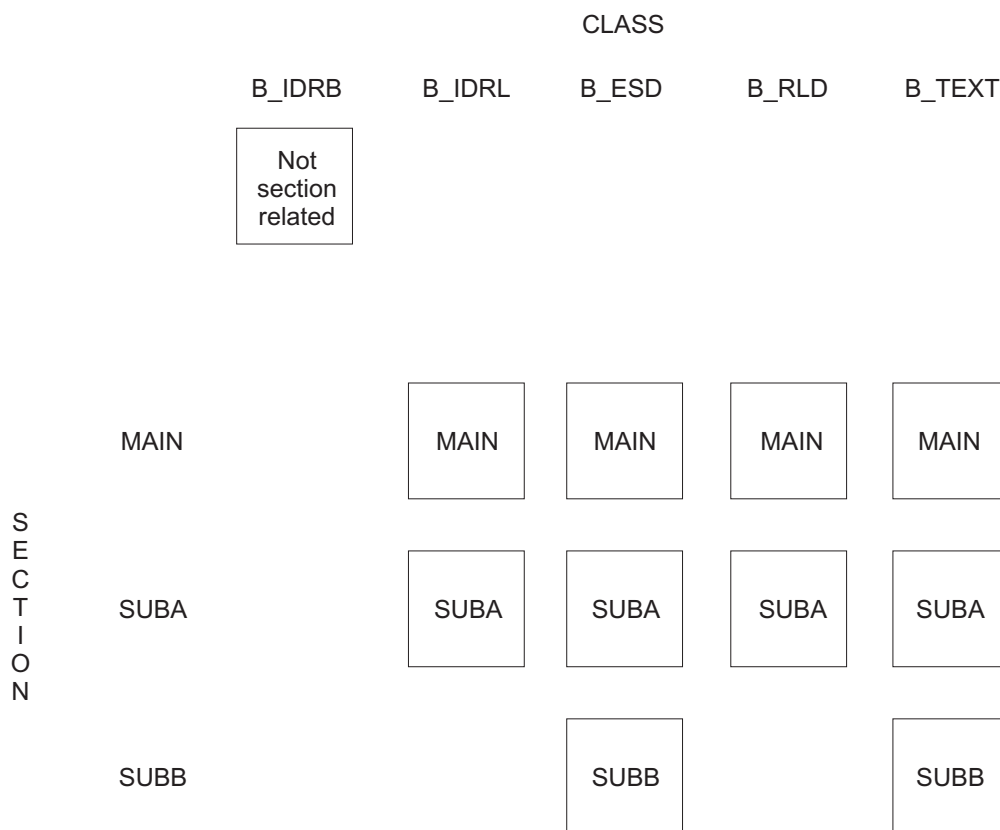 CLASS
B_IDRB B_IDRL B_ESD B_RLD B_TEXT
Not
section
related
MAIN MAIN MAIN MAIN MAIN
S
E
C
T
I
O
N
SUBA SUBA SUBA SUBA SUBA
SUBB SUBB SUBB